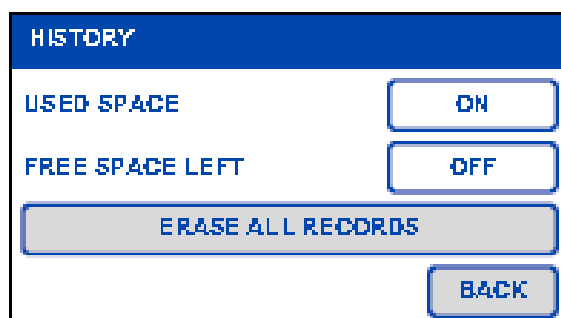 HISTORY
USED SPACE ON
FREE SPACE LEFT OFF
ERASE ALL RECORDS
BACK